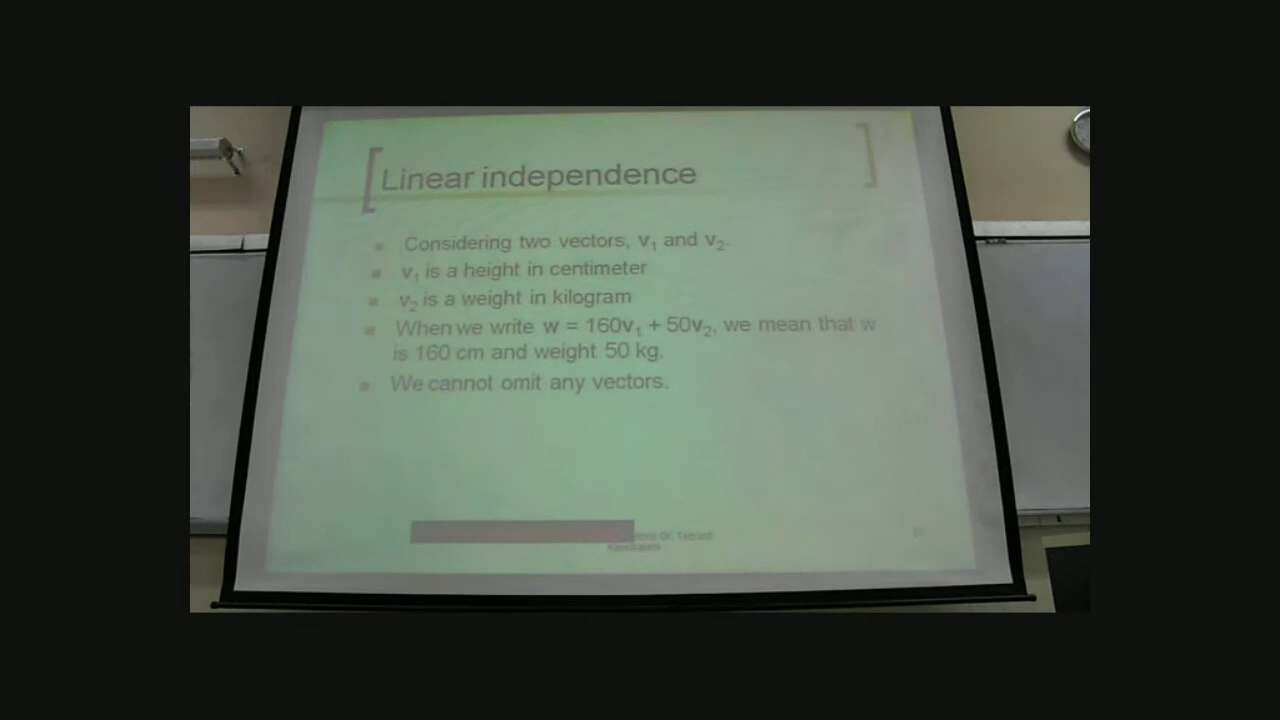 Linear independence
Considering two vectors, v₁ and v₂.
v₁ is a height in centimeter
v₂ is a weight in kilogram
When we write w = 160v₁ + 50v₂, we mean that w
is 160 cm and weight 50 kg.
We cannot omit any vectors.
Dr.